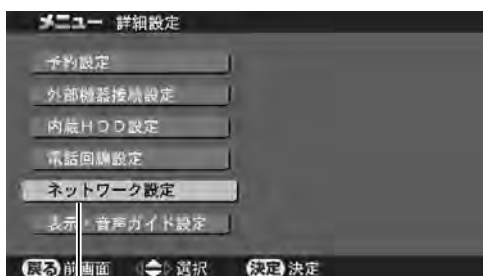 メニュー 詳細設定
予約設定
外部機器接続設定
内蔵HDD設定
電話回線設定
ネットワーク設定
表示・音声ガイド設定
戻る 前画面 選択 決定 決定